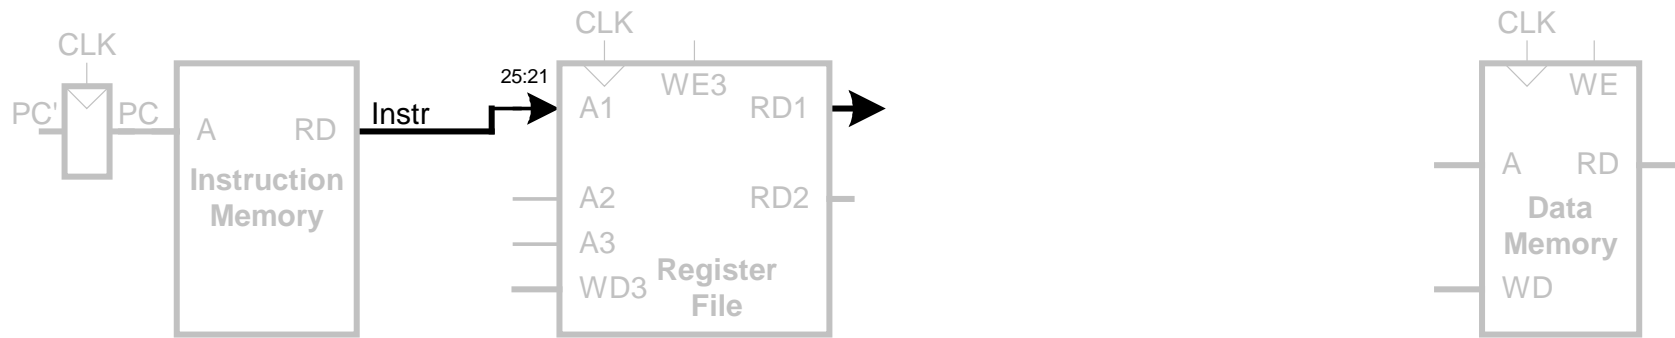 CLK
CLK
CLK
PC'
PC
A
RD
Instruction
Memory
Instr
25:21
A1
WE3
RD1
A2
RD2
A3
WD3
Register
File
WE
A
RD
Data
Memory
WD